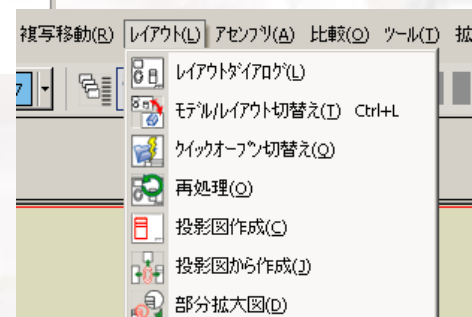 複写移動(R) レイアウト(L) アセンブリ(A) 比較(O) ツール(T) 拡
7
レイアウトダイアログ(L)
モデル/レイアウト切替え(T) Ctrl+L
クイックオープン切替え(Q)
再処理(O)
投影図作成(C)
投影図から作成(J)
部分拡大図(D)